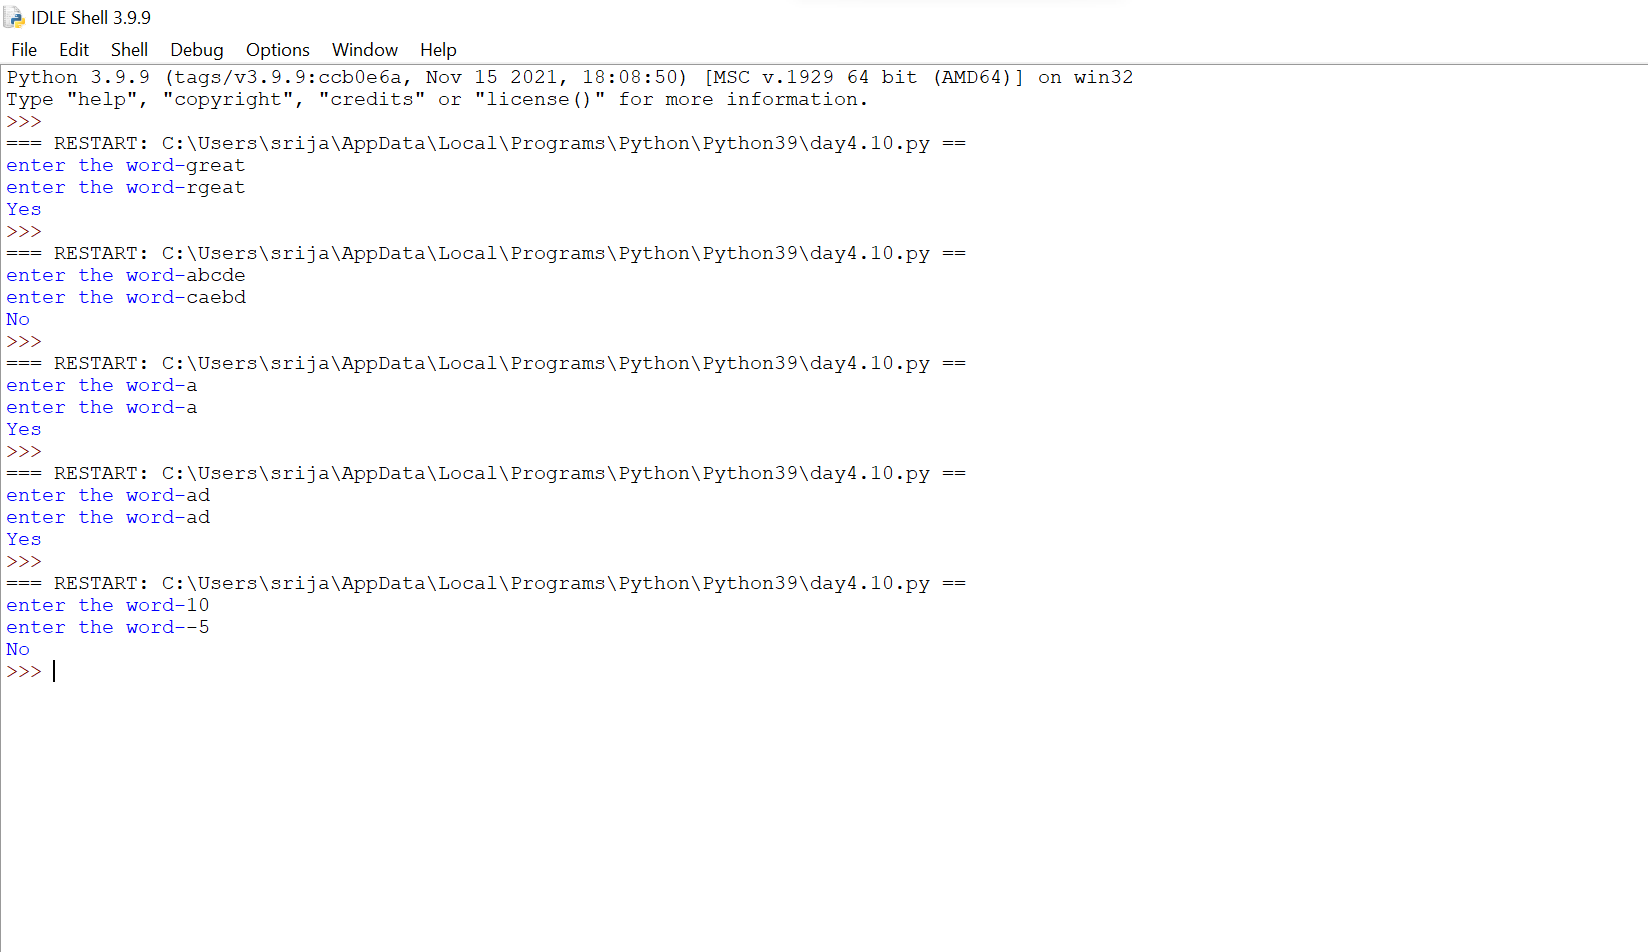 IDLE Shell 3.9.9
File Edit Shell Debug Options Window Help
Python 3.9.9 (tags/v3.9.9:ccb0e6a, Nov 15 2021, 18:08:50) [MSC v.1929 64 bit (AMD64)] on win32
Type "help", "copyright", "credits" or "license()" for more information.
>>>
=== RESTART: C:\Users\srija\AppData\Local\Programs\Python\Python39\day4.10.py ==
enter the word-great
enter the word-rgeat
Yes
>>>
=== RESTART: C:\Users\srija\AppData\Local\Programs\Python\Python39\day4.10.py ==
enter the word-abcde
enter the word-caebd
No
>>>
=== RESTART: C:\Users\srija\AppData\Local\Programs\Python\Python39\day4.10.py ==
enter the word-a
enter the word-a
Yes
>>>
=== RESTART: C:\Users\srija\AppData\Local\Programs\Python\Python39\day4.10.py ==
enter the word-ad
enter the word-ad
Yes
>>>
=== RESTART: C:\Users\srija\AppData\Local\Programs\Python\Python39\day4.10.py ==
enter the word-10
enter the word--5
No
>>>